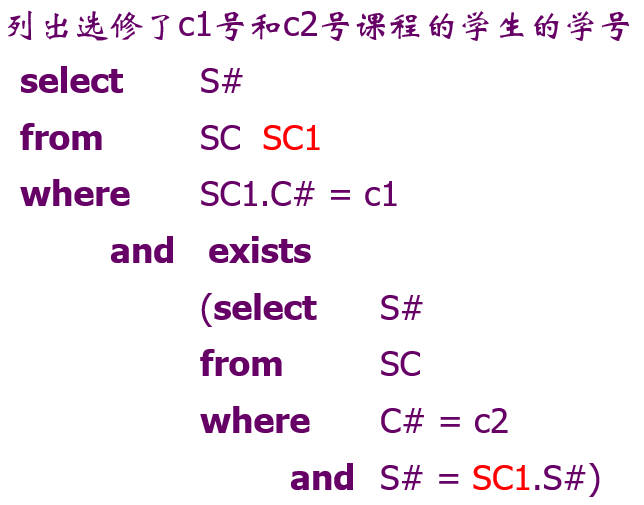 列出选修了c1号和c2号课程的学生的学号
select S#
from SC SC1
where SC1.C# = c1
and exists
(select S#
from SC
where C# = c2
and S# = SC1.S#)